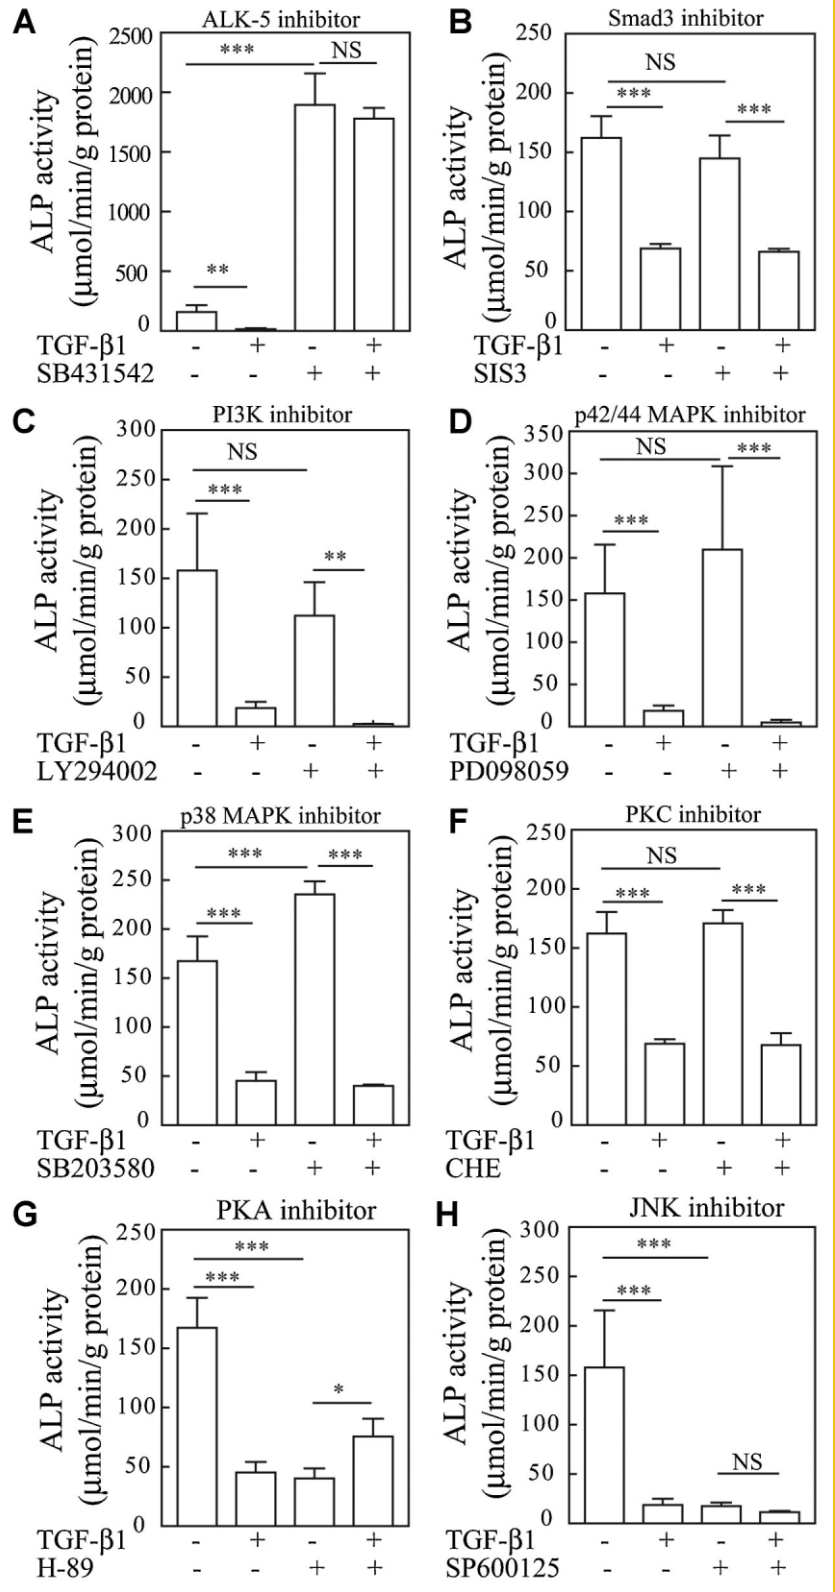 A
ALK-5 inhibitor
ALP activity
(μmol/min/g protein)
2500
2000
1500
1000
500
0
***
NS
**
TGF-β1 - + - +
SB431542 - - + +
B
Smad3 inhibitor
ALP activity
(μmol/min/g protein)
250
200
150
100
50
0
NS
***
***
TGF-β1 - + - +
SIS3 - - + +
C
PI3K inhibitor
ALP activity
(μmol/min/g protein)
300
250
200
150
100
50
0
NS
***
**
TGF-β1 - + - +
LY294002 - - + +
D
p42/44 MAPK inhibitor
ALP activity
(μmol/min/g protein)
350
300
250
200
150
100
50
0
NS
***
***
TGF-β1 - + - +
PD098059 - - + +
E
p38 MAPK inhibitor
ALP activity
(μmol/min/g protein)
300
250
200
150
100
50
0
***
***
***
TGF-β1 - + - +
SB203580 - - + +
F
PKC inhibitor
ALP activity
(μmol/min/g protein)
250
200
150
100
50
0
NS
***
***
TGF-β1 - + - +
CHE - - + +
G
PKA inhibitor
ALP activity
(μmol/min/g protein)
250
200
150
100
50
0
***
***
*
TGF-β1 - + - +
H-89 - - + +
H
JNK inhibitor
ALP activity
(μmol/min/g protein)
300
250
200
150
100
50
0
***
***
NS
TGF-β1 - + - +
SP600125 - - + +